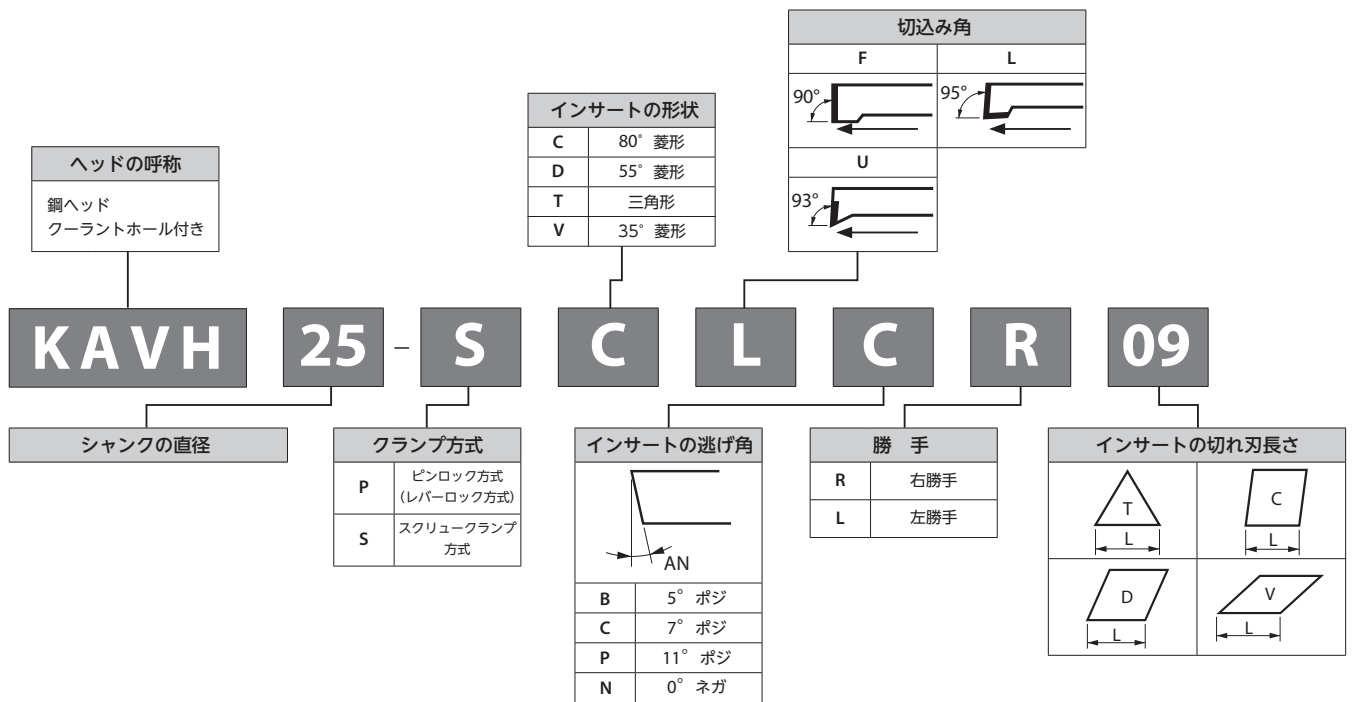 切込み角
F L
90° 95°
U
93°
インサートの形状
C 80° 菱形
D 55° 菱形
T 三角形
V 35° 菱形
ヘッドの呼称
鋼ヘッド
クーラントホール付き
KAVH 25 - S C L C R 09
シャンクの直径
クランプ方式
P ピンロック方式
(レバーロック方式)
S スクリュークランプ
方式
インサートの逃げ角
AN
B 5° ポジ
C 7° ポジ
P 11° ポジ
N 0° ネガ
勝 手
R 右勝手
L 左勝手
インサートの切れ刃長さ
T C
L L
D V
L L